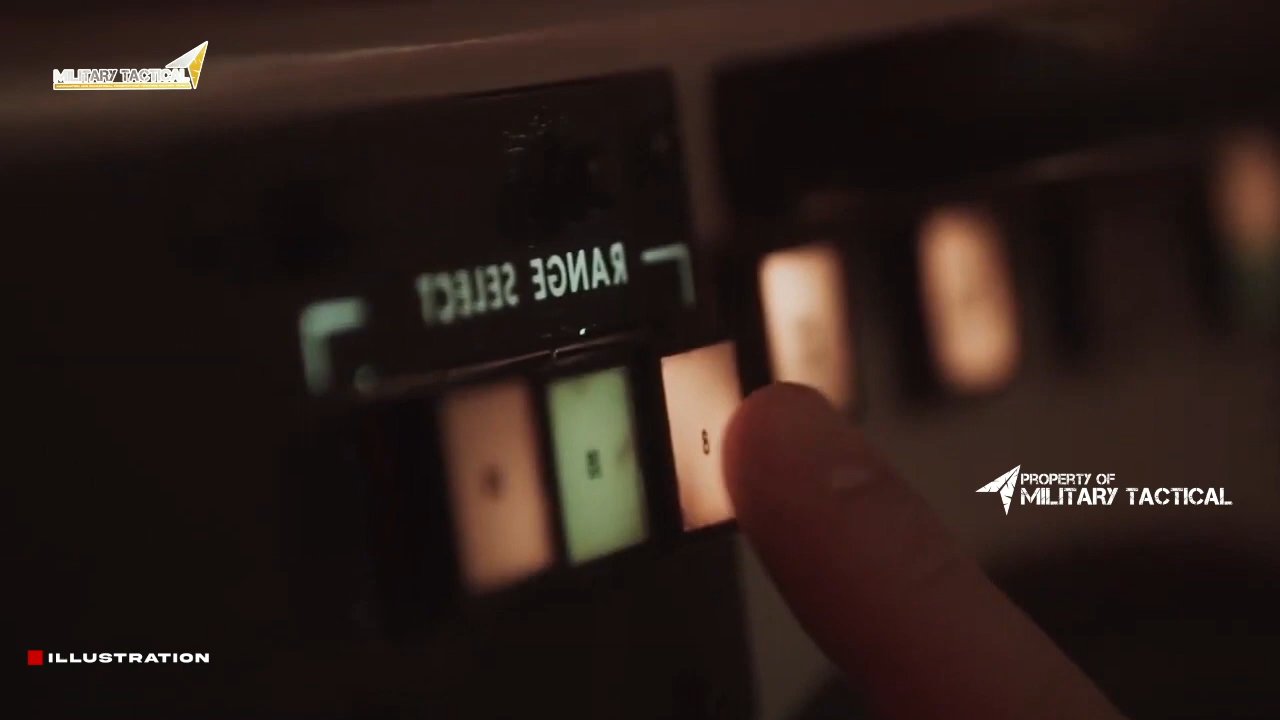 MILITARY TACTICAL
RANGE SELECT
8
PROPERTY OF
MILITARY TACTICAL
ILLUSTRATION